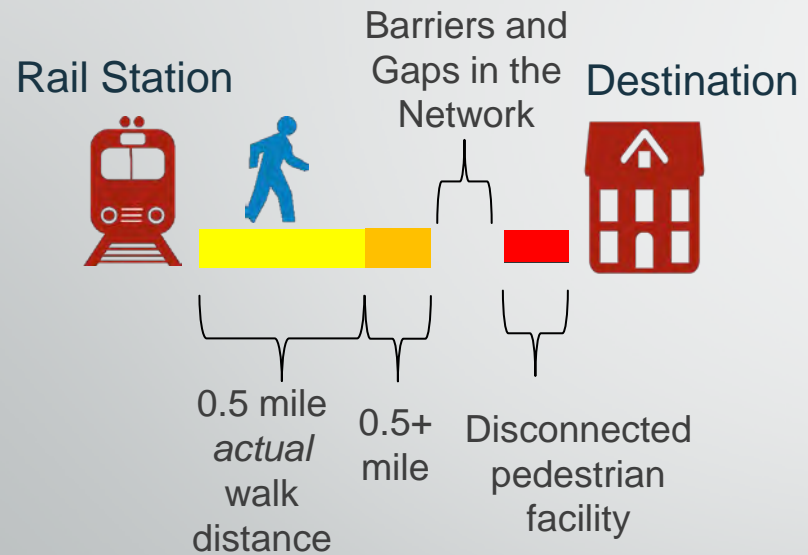 Rail Station
Barriers and
Gaps in the
Network
Destination
0.5 mile
actual
walk
distance
0.5+
mile
Disconnected
pedestrian
facility